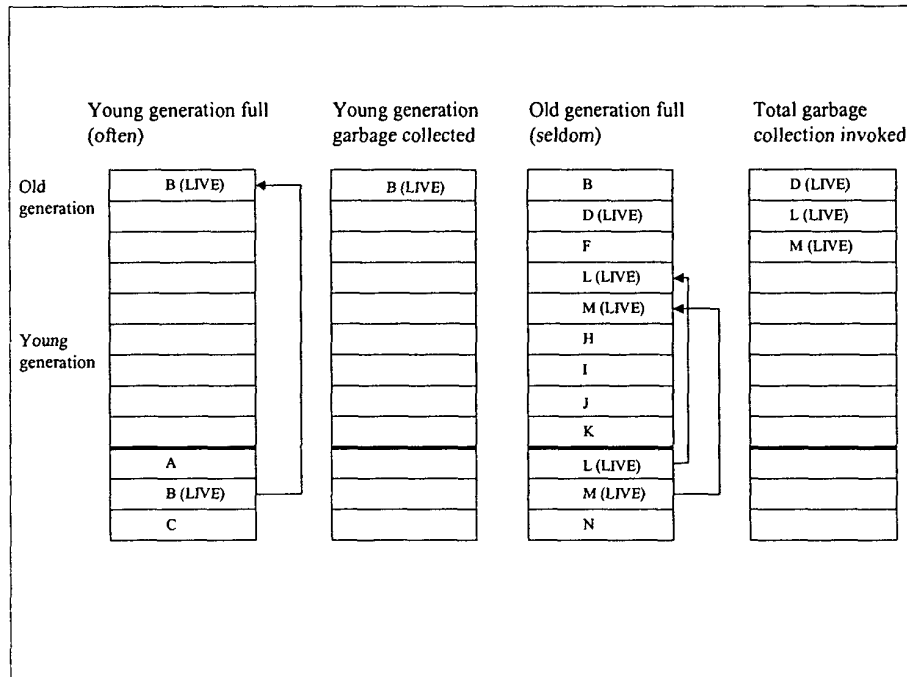 Young generation full
(often)
Young generation
garbage collected
Old generation full
(seldom)
Total garbage
collection invoked
Old
generation
Young
generation
B (LIVE)
A
B (LIVE)
C
B (LIVE)
B
D (LIVE)
F
L (LIVE)
M (LIVE)
H
I
J
K
L (LIVE)
M (LIVE)
N
D (LIVE)
L (LIVE)
M (LIVE)